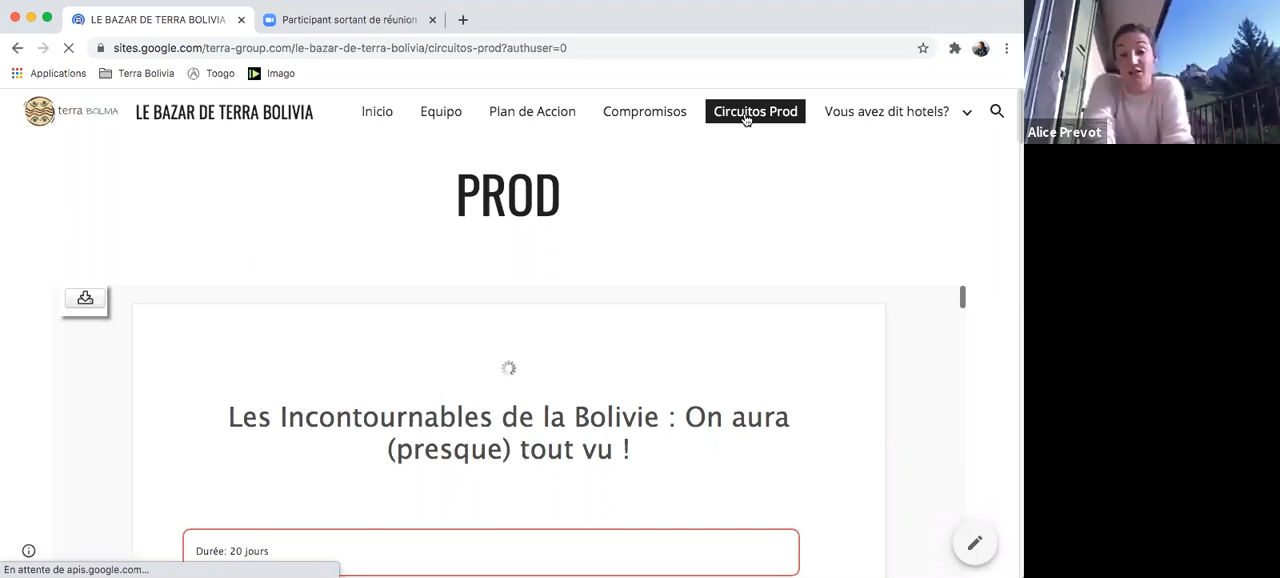 LE BAZAR DE TERRA BOLIVIA
Participant sortant de réunion
sites.google.com/terra-group.com/le-bazar-de-terra-bolivia/circuitos-prod?authuser=0
Applications
Terra Bolivia
Toogo
Imago
terra BOLIVIA
LE BAZAR DE TERRA BOLIVIA
Inicio
Equipo
Plan de Accion
Compromisos
Circuitos Prod
Vous avez dit hotels?
Alice Prevot
PROD
Les Incontournables de la Bolivie : On aura
(presque) tout vu !
Durée: 20 jours
En attente de apis.google.com...